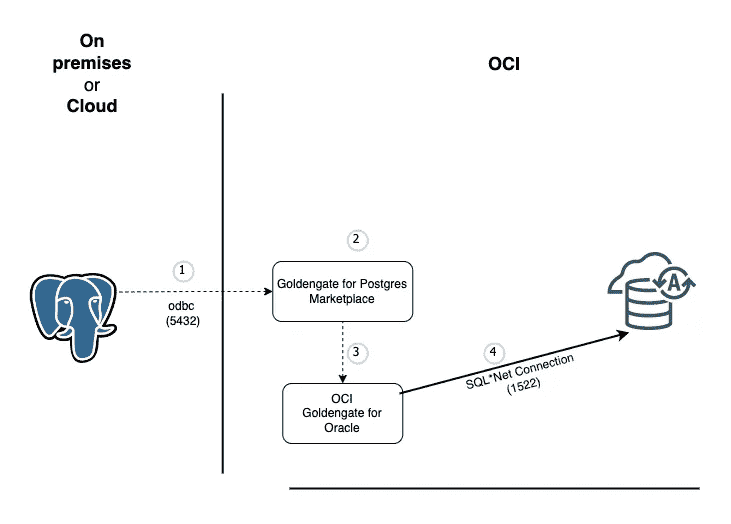 On
premises
or
Cloud
OCI
1
odbc
(5432)
2
Goldengate for Postgres
Marketplace
3
OCI
Goldengate for
Oracle
4
SQL*Net Connection
(1522)
A